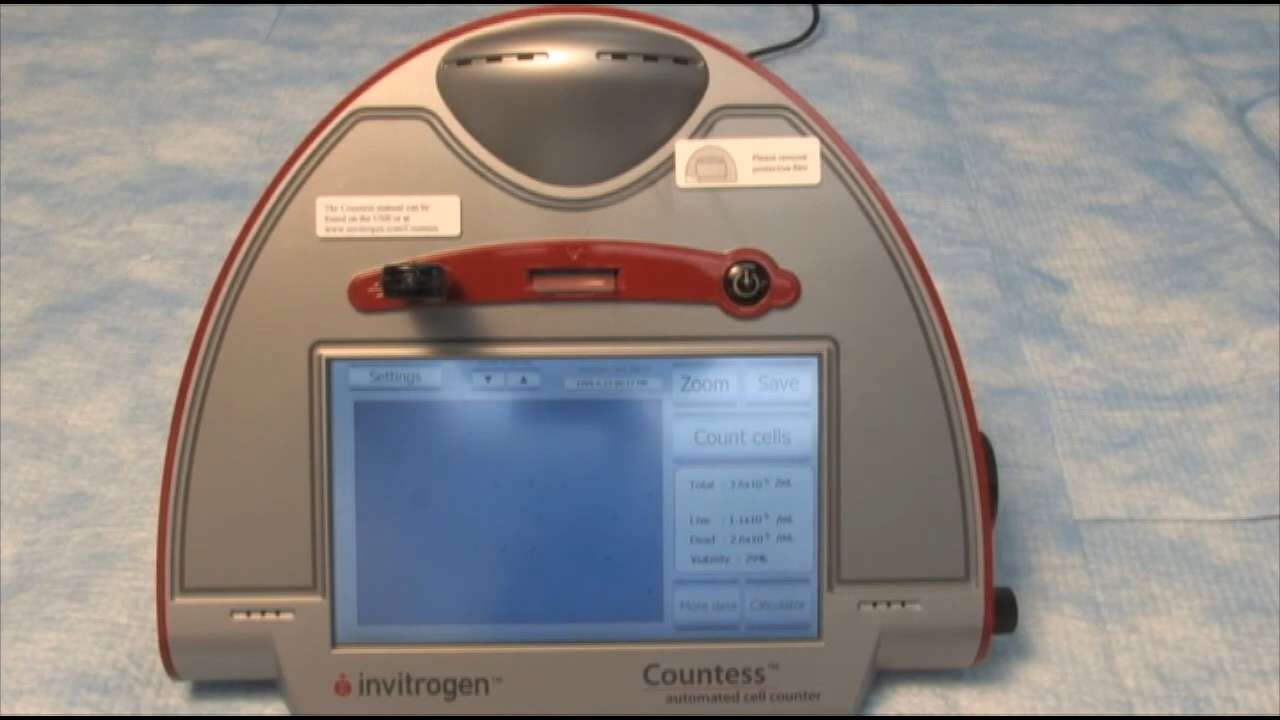 Please remove
protective film
The Countess manual can be
found on the USB or at
www.invitrogen.com/Countess
Settings
Zoom
Save
Count cells
Total : 3.8x10⁵ /mL
Live : 1.1x10⁵ /mL
Dead : 2.6x10⁵ /mL
Viability : 29%
More data
Calculator
invitrogen™
Countess™
automated cell counter